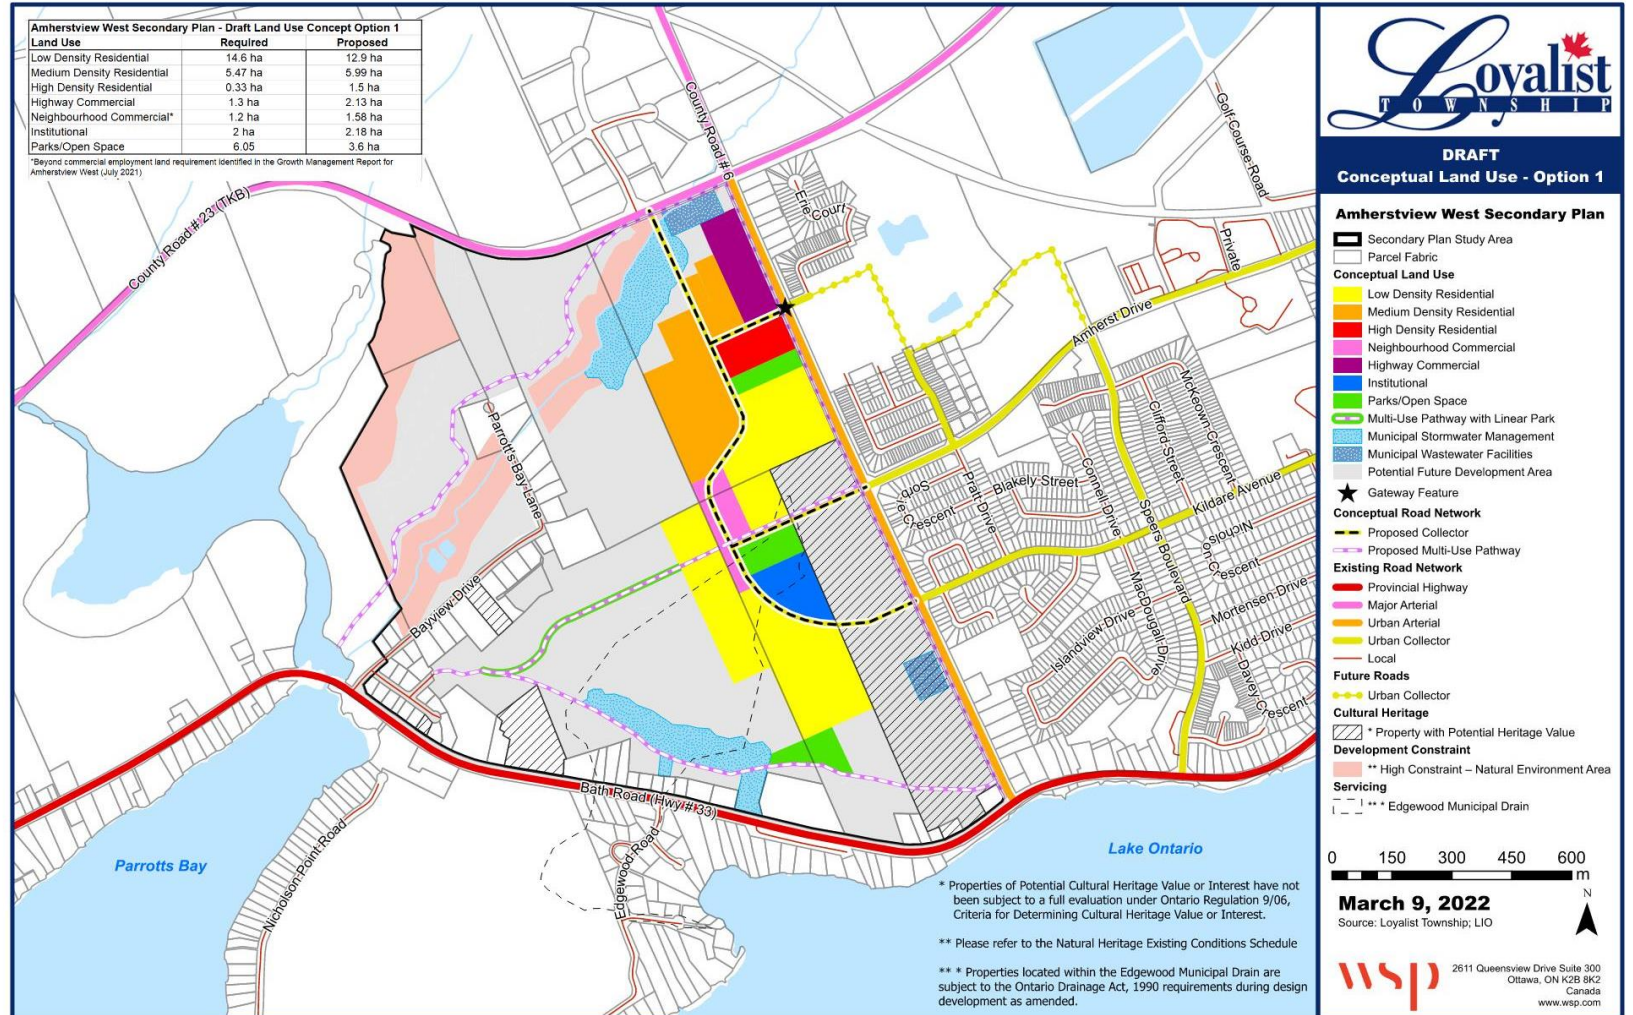 Amherstview West Secondary Plan - Draft Land Use Concept Option 1
Land Use Required Proposed
Low Density Residential 14.6 ha 12.9 ha
Medium Density Residential 5.47 ha 5.99 ha
High Density Residential 0.33 ha 1.5 ha
Highway Commercial 1.3 ha 2.13 ha
Neighbourhood Commercial* 1.2 ha 1.58 ha
Institutional 2 ha 2.18 ha
Parks/Open Space 6.05 3.6 ha
*Beyond commercial employment land requirement identified in the Growth Management Report for
Amherstview West (July 2021)
County Road # 23 (TKB)
County Road # 6
Erie Court
Golf-Course-Road
Private
Amherst Drive
Parrott's Bay Lane
Bayview Drive
McKeown-Crescent
Clifford-Street
Connell-Drive
Blakely-Street
Pratt-Drive
Kildare Avenue
Speers Boulevard
Nicholson-Crescent
MacDougall-Drive
Mortensen-Drive
Islandview-Drive
Kidd-Drive
Davey-Crescent
Bath Road (Hwy # 33)
Nicholson-Point-Road
Edgewood-Road
Parrotts Bay
Lake Ontario
* Properties of Potential Cultural Heritage Value or Interest have not
been subject to a full evaluation under Ontario Regulation 9/06,
Criteria for Determining Cultural Heritage Value or Interest.
** Please refer to the Natural Heritage Existing Conditions Schedule
** * Properties located within the Edgewood Municipal Drain are
subject to the Ontario Drainage Act, 1990 requirements during design
development as amended.
Loyalist
TOWNSHIP
DRAFT
Conceptual Land Use - Option 1
Amherstview West Secondary Plan
Secondary Plan Study Area
Parcel Fabric
Conceptual Land Use
Low Density Residential
Medium Density Residential
High Density Residential
Neighbourhood Commercial
Highway Commercial
Institutional
Parks/Open Space
Multi-Use Pathway with Linear Park
Municipal Stormwater Management
Municipal Wastewater Facilities
Potential Future Development Area
Gateway Feature
Conceptual Road Network
Proposed Collector
Proposed Multi-Use Pathway
Existing Road Network
Provincial Highway
Major Arterial
Urban Arterial
Urban Collector
Local
Future Roads
Urban Collector
Cultural Heritage
* Property with Potential Heritage Value
Development Constraint
** High Constraint – Natural Environment Area
Servicing
** * Edgewood Municipal Drain
0 150 300 450 600
m
N
March 9, 2022
Source: Loyalist Township; LIO
wsp
2611 Queensview Drive Suite 300
Ottawa, ON K2B 8K2
Canada
www.wsp.com